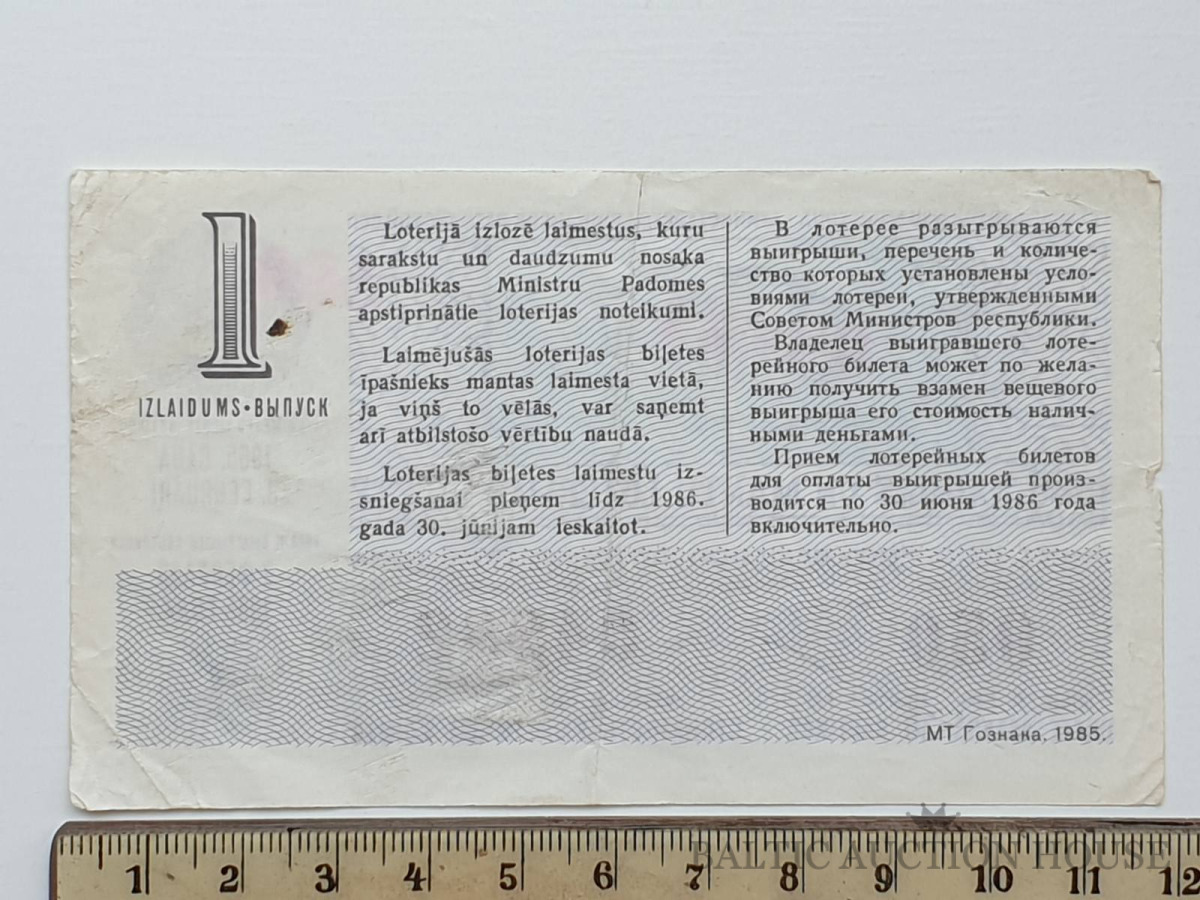 1
IZLAIDUMS•ВЫПУСК
Loterijā izlozē laimestus, kuru
sarakstu un daudzumu nosaka
republikas Ministru Padomes
apstiprinātie loterijas noteikumi.
Laimējušās loterijas biļetes
īpašnieks mantas laimesta vietā,
ja viņš to vēlās, var saņemt
arī atbilstošo vērtību naudā.
Loterijas biļetes laimestu iz-
sniegšanai pieņem līdz 1986.
gada 30. jūnijam ieskaitot.
В лотерее разыгрываются
выигрыши, перечень и количе-
ство которых установлены усло-
виями лотереи, утвержденными
Советом Министров республики.
Владелец выигравшего лоте-
рейного билета может по жела-
нию получить взамен вещевого
выигрыша его стоимость налич-
ными деньгами.
Прием лотерейных билетов
для оплаты выигрышей произ-
водится по 30 июня 1986 года
включительно.
МТ Гознака. 1985.
BALTIC AUCTION HOUSE
1 2 3 4 5 6 7 8 9 10 11 12